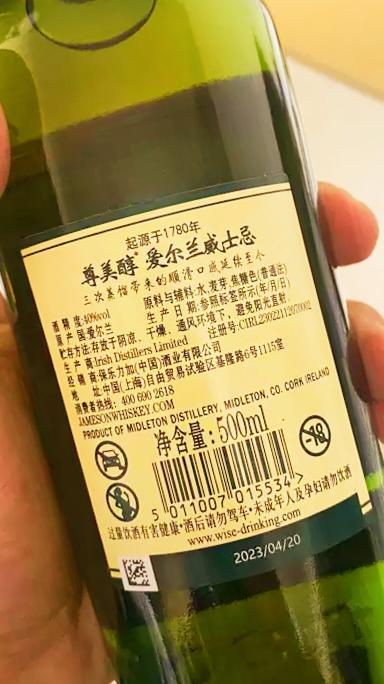 起源于1780年
尊美醇® 爱尔兰威士忌
三次蒸馏带来的顺滑口感延续至今
酒精度:40%vol 原料与辅料:水,麦芽,焦糖色(普通法)
原产国:爱尔兰 生产日期:参照标签所示(年/月/日)
贮存方法:存放于阴凉、干燥、通风环境下,避免阳光直射.
生产商:Irish Distillers Limited 注册号:CIRL23022112070002
经销商:保乐力加(中国)酒业有限公司
地 址:中国(上海)自由贸易试验区基隆路6号1115室
消费者热线: 400 690 2618
JAMESONWHISKEY.COM
PRODUCT OF MIDLETON DISTILLERY, MIDLETON, CO. CORK IRELAND
净含量:500ml
-18
5 011007 015534 >
过量饮酒有害健康•酒后请勿驾车•未成年人及孕妇请勿饮酒
www.wise-drinking.com
2023/04/20